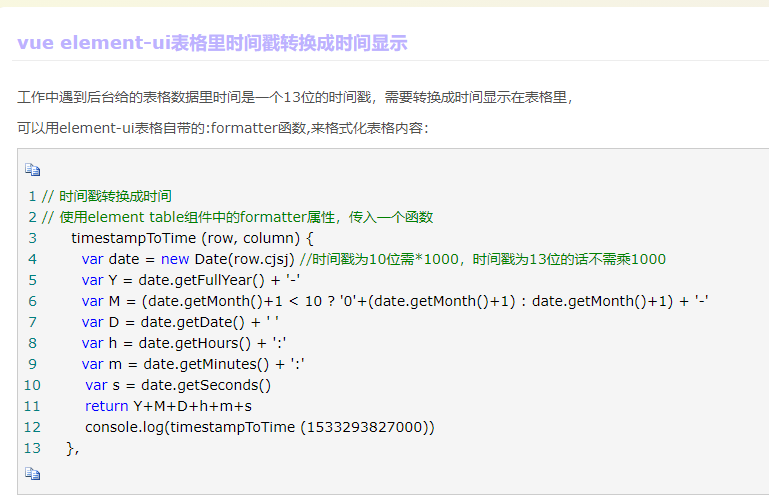 vue element-ui表格里时间戳转换成时间显示
工作中遇到后台给的表格数据里时间是一个13位的时间戳，需要转换成时间显示在表格里，
可以用element-ui表格自带的:formatter函数,来格式化表格内容：
1 // 时间戳转换成时间
2 // 使用element table组件中的formatter属性，传入一个函数
3 timestampToTime (row, column) {
4 var date = new Date(row.cjsj) //时间戳为10位需*1000，时间戳为13位的话不需乘1000
5 var Y = date.getFullYear() + '-'
6 var M = (date.getMonth()+1 < 10 ? '0'+(date.getMonth()+1) : date.getMonth()+1) + '-'
7 var D = date.getDate() + ' '
8 var h = date.getHours() + ':'
9 var m = date.getMinutes() + ':'
10 var s = date.getSeconds()
11 return Y+M+D+h+m+s
12 console.log(timestampToTime (1533293827000))
13 },